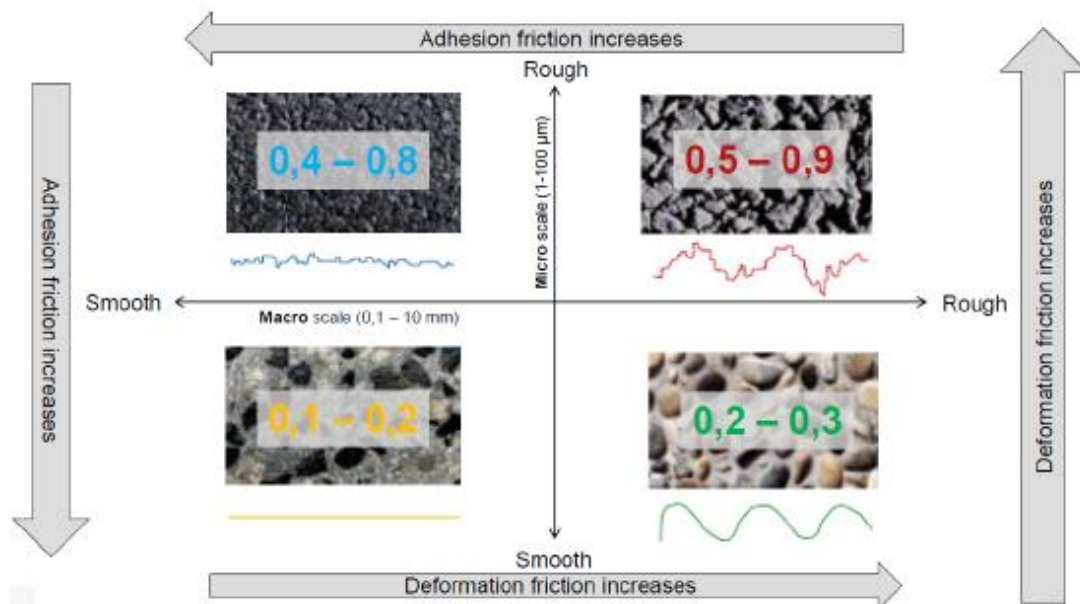 Adhesion friction increases
Rough
0,4 – 0,8
0,5 – 0,9
Micro scale (1-100 µm)
Adhesion friction increases
Deformation friction increases
Smooth
Rough
Macro scale (0,1 – 10 mm)
0,1 – 0,2
0,2 – 0,3
Smooth
Deformation friction increases